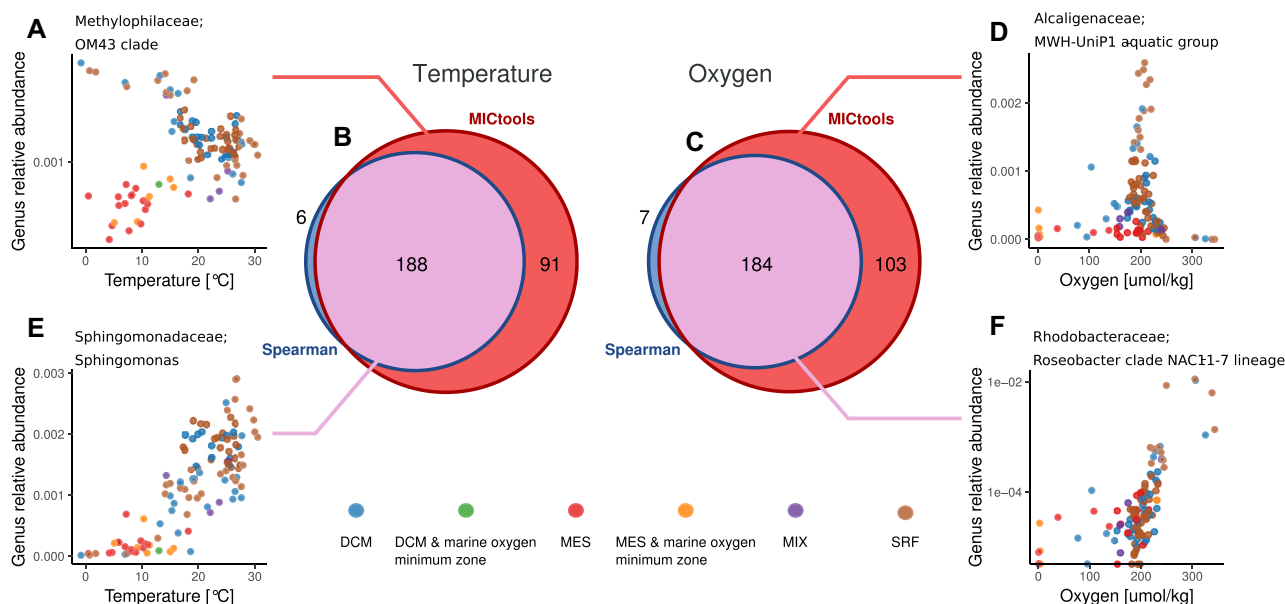 A
Methylophilaceae;
OM43 clade
Genus relative abundance
0.001
0
10
20
30
Temperature [°C]
Temperature
B
MICtools
6
188
91
Spearman
Oxygen
C
MICtools
7
184
103
Spearman
D
Alcaligenaceae;
MWH-UniP1 aquatic group
Genus relative abundance
0.002
0.001
0.000
0
100
200
300
Oxygen [umol/kg]
E
Sphingomonadaceae;
Sphingomonas
Genus relative abundance
0.003
0.002
0.001
0.000
0
10
20
30
Temperature [°C]
F
Rhodobacteraceae;
Roseobacter clade NAC11-7 lineage
Genus relative abundance
1e-02
1e-04
0
100
200
300
Oxygen [umol/kg]
DCM
DCM & marine oxygen
minimum zone
MES
MES & marine oxygen
minimum zone
MIX
SRF